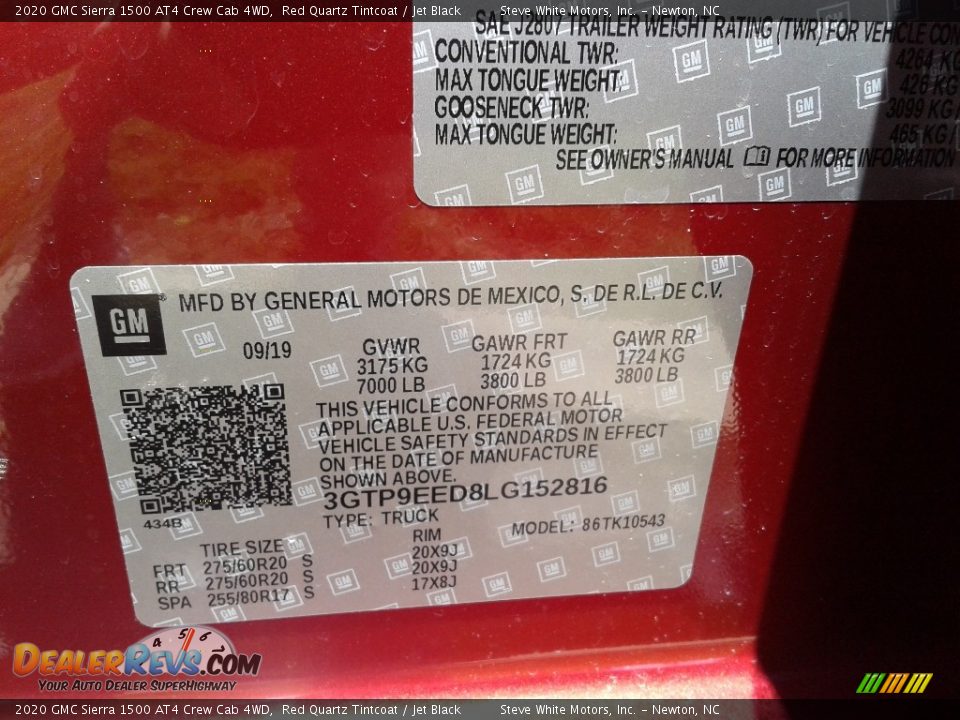 2020 GMC Sierra 1500 AT4 Crew Cab 4WD, Red Quartz Tintcoat / Jet Black Steve White Motors, Inc. – Newton, NC
SAE J2807 TRAILER WEIGHT RATING (TWR) FOR VEHICLE CON
CONVENTIONAL TWR: 4264 KG
MAX TONGUE WEIGHT: 426 KG
GOOSENECK TWR: 3099 KG/
MAX TONGUE WEIGHT: 465 KG /
SEE OWNER'S MANUAL FOR MORE INFORMATION
GM® MFD BY GENERAL MOTORS DE MEXICO, S. DE R.L. DE C.V.
09/19 GVWR GAWR FRT GAWR RR
3175 KG 1724 KG 1724 KG
7000 LB 3800 LB 3800 LB
THIS VEHICLE CONFORMS TO ALL
APPLICABLE U.S. FEDERAL MOTOR
VEHICLE SAFETY STANDARDS IN EFFECT
ON THE DATE OF MANUFACTURE
SHOWN ABOVE.
3GTP9EED8LG152816
434B TYPE: TRUCK MODEL: 86TK10543
TIRE SIZE RIM
FRT 275/60R20 S 20X9J
RR 275/60R20 S 20X9J
SPA 255/80R17 S 17X8J
4 5 6
DEALERREVS.COM
YOUR AUTO DEALER SUPERHIGHWAY
2020 GMC Sierra 1500 AT4 Crew Cab 4WD, Red Quartz Tintcoat / Jet Black Steve White Motors, Inc. – Newton, NC